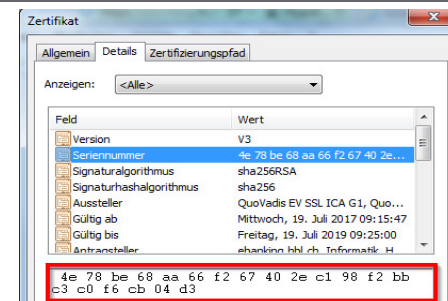 Zertifikat
Allgemein Details Zertifizierungspfad
Anzeigen: <Alle>
Feld Wert
Version V3
Seriennummer 4e 78 be 68 aa 66 f2 67 40 2e...
Signaturalgorithmus sha256RSA
Signaturhashalgorithmus sha256
Aussteller QuoVadis EV SSL ICA G1, Quo...
Gültig ab Mittwoch, 19. Juli 2017 09:15:47
Gültig bis Freitag, 19. Juli 2019 09:25:00
Antragsteller ebanking.bbl.ch, Informatik, H...
4e 78 be 68 aa 66 f2 67 40 2e c1 98 f2 bb
c3 c0 f6 cb 04 d3